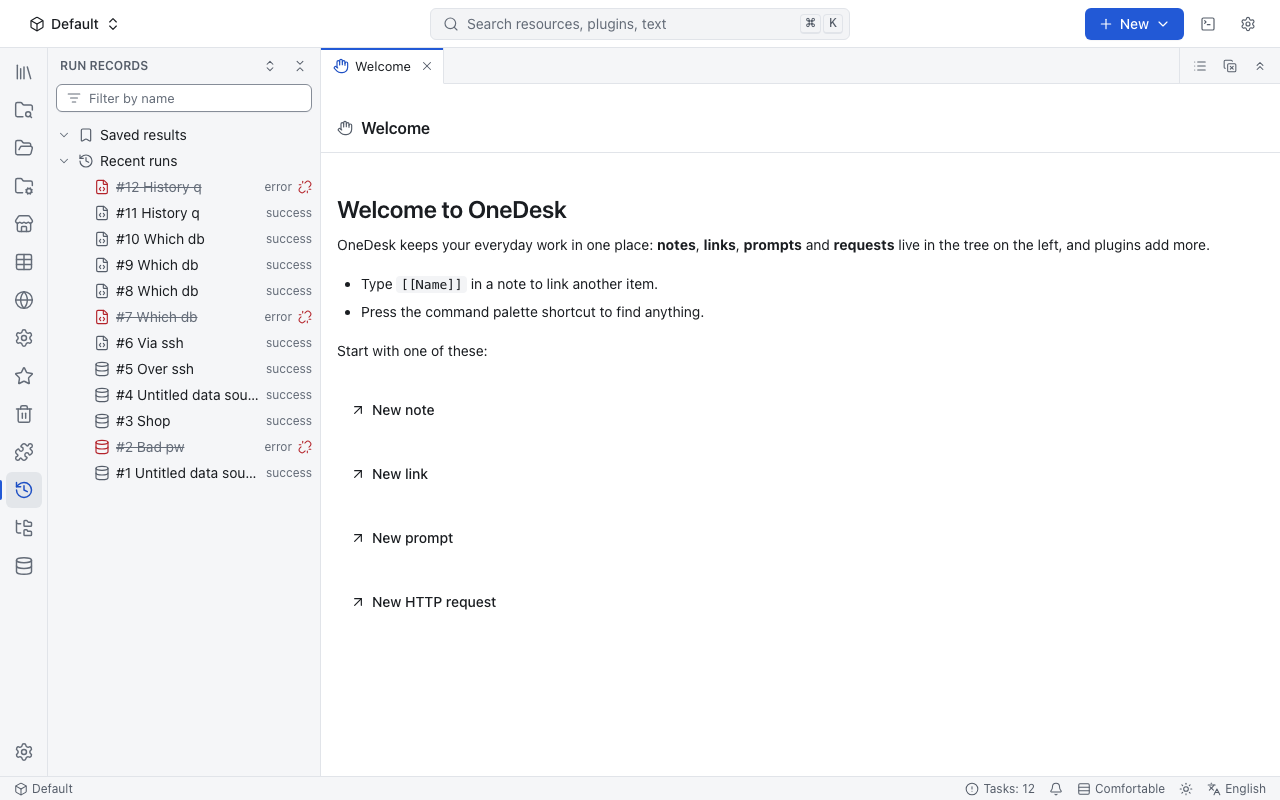 Default
Search resources, plugins, text
⌘ K
New
RUN RECORDS
Filter by name
Saved results
Recent runs
#12 History q error
#11 History q success
#10 Which db success
#9 Which db success
#8 Which db success
#7 Which db error
#6 Via ssh success
#5 Over ssh success
#4 Untitled data sou... success
#3 Shop success
#2 Bad pw error
#1 Untitled data sou... success
Welcome
Welcome
Welcome to OneDesk
OneDesk keeps your everyday work in one place: notes, links, prompts and requests live in the tree on the left, and plugins add more.
Type [[Name]] in a note to link another item.
Press the command palette shortcut to find anything.
Start with one of these:
New note
New link
New prompt
New HTTP request
Default
Tasks: 12
Comfortable
English